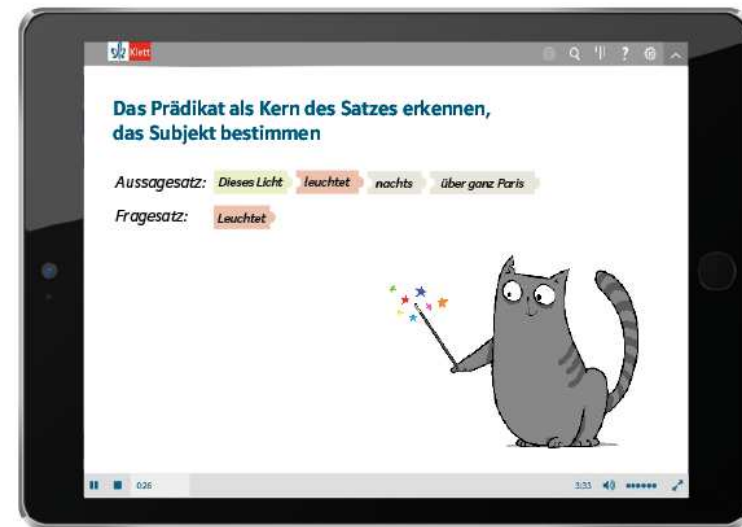 Klett
?
Das Prädikat als Kern des Satzes erkennen,
das Subjekt bestimmen
Aussagesatz: Dieses Licht leuchtet nachts über ganz Paris
Fragesatz: Leuchtet
0:26 3:33